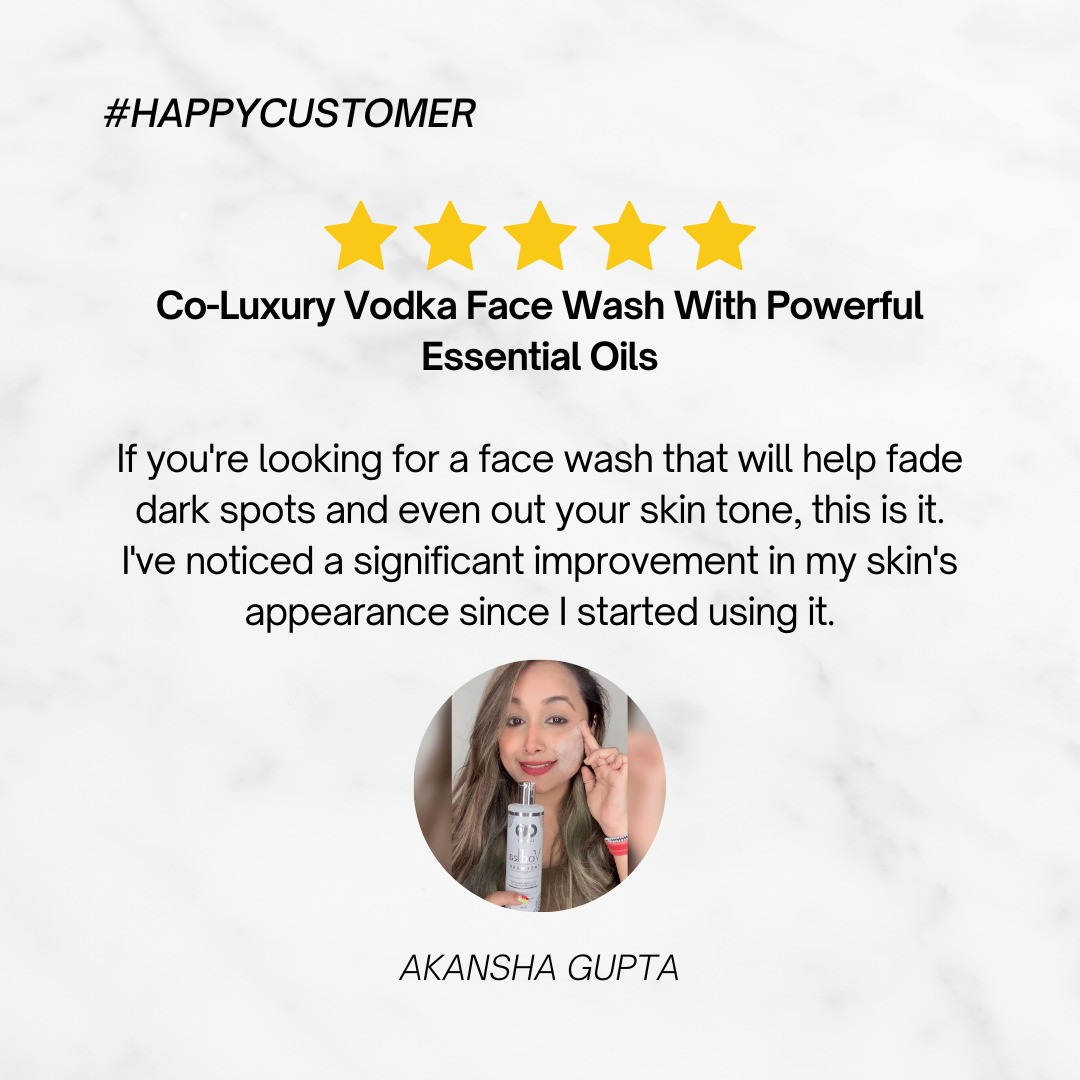 #HAPPYCUSTOMER
Co-Luxury Vodka Face Wash With Powerful
Essential Oils
If you're looking for a face wash that will help fade
dark spots and even out your skin tone, this is it.
I've noticed a significant improvement in my skin's
appearance since I started using it.
AKANSHA GUPTA